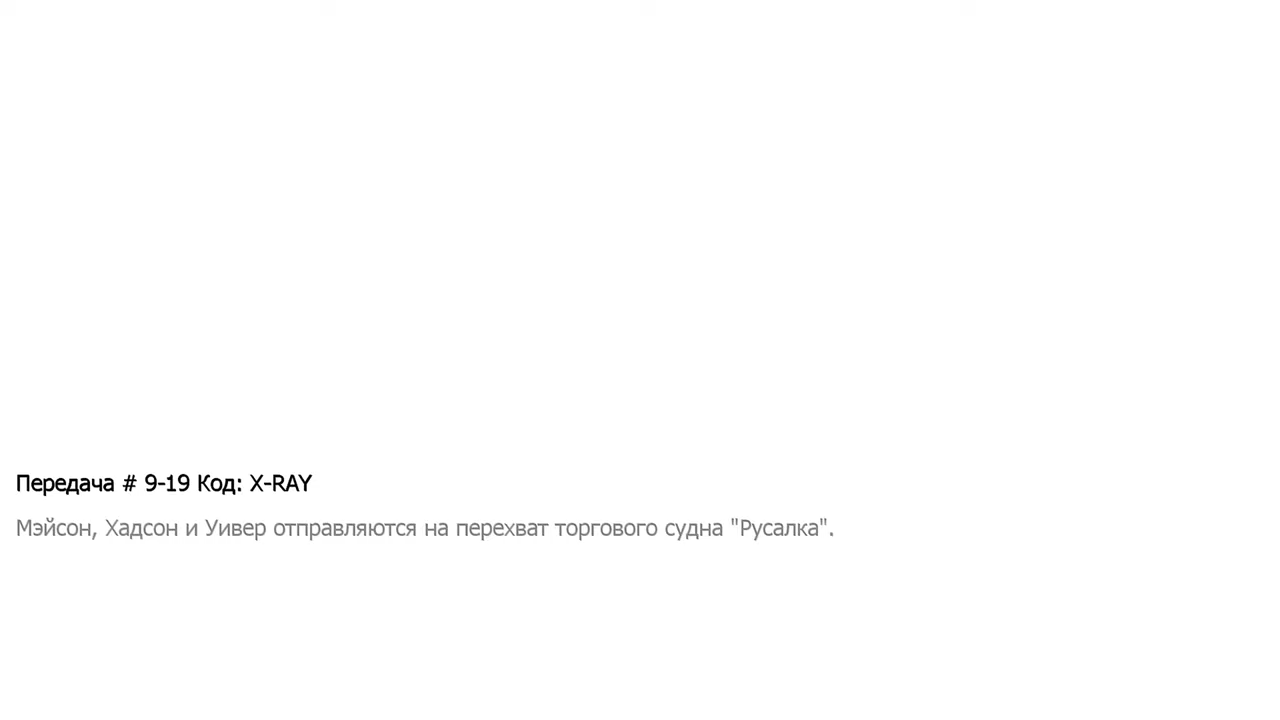 Передача # 9-19 Код: X-RAY
Мэйсон, Хадсон и Уивер отправляются на перехват торгового судна "Русалка".